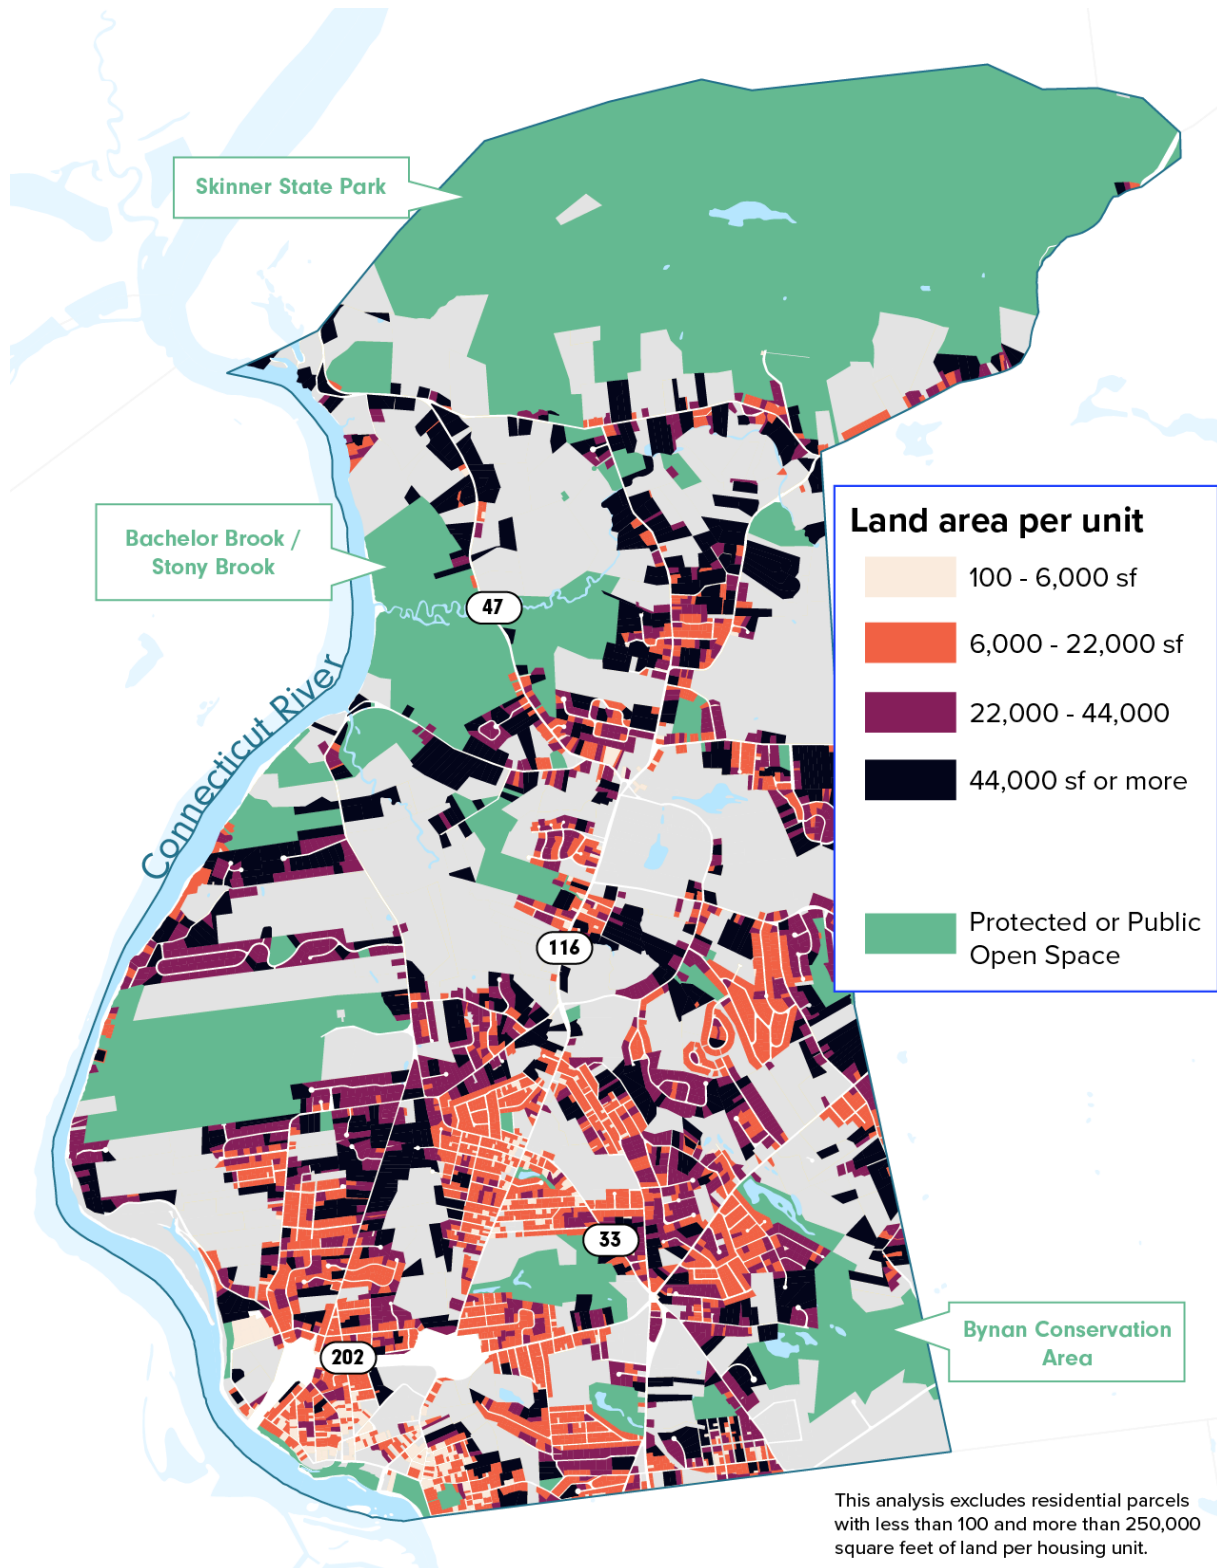 Skinner State Park
Bachelor Brook /
Stony Brook
Land area per unit
100 - 6,000 sf
6,000 - 22,000 sf
22,000 - 44,000
44,000 sf or more
Protected or Public
Open Space
47
Connecticut River
116
33
202
Bynan Conservation
Area
This analysis excludes residential parcels
with less than 100 and more than 250,000
square feet of land per housing unit.